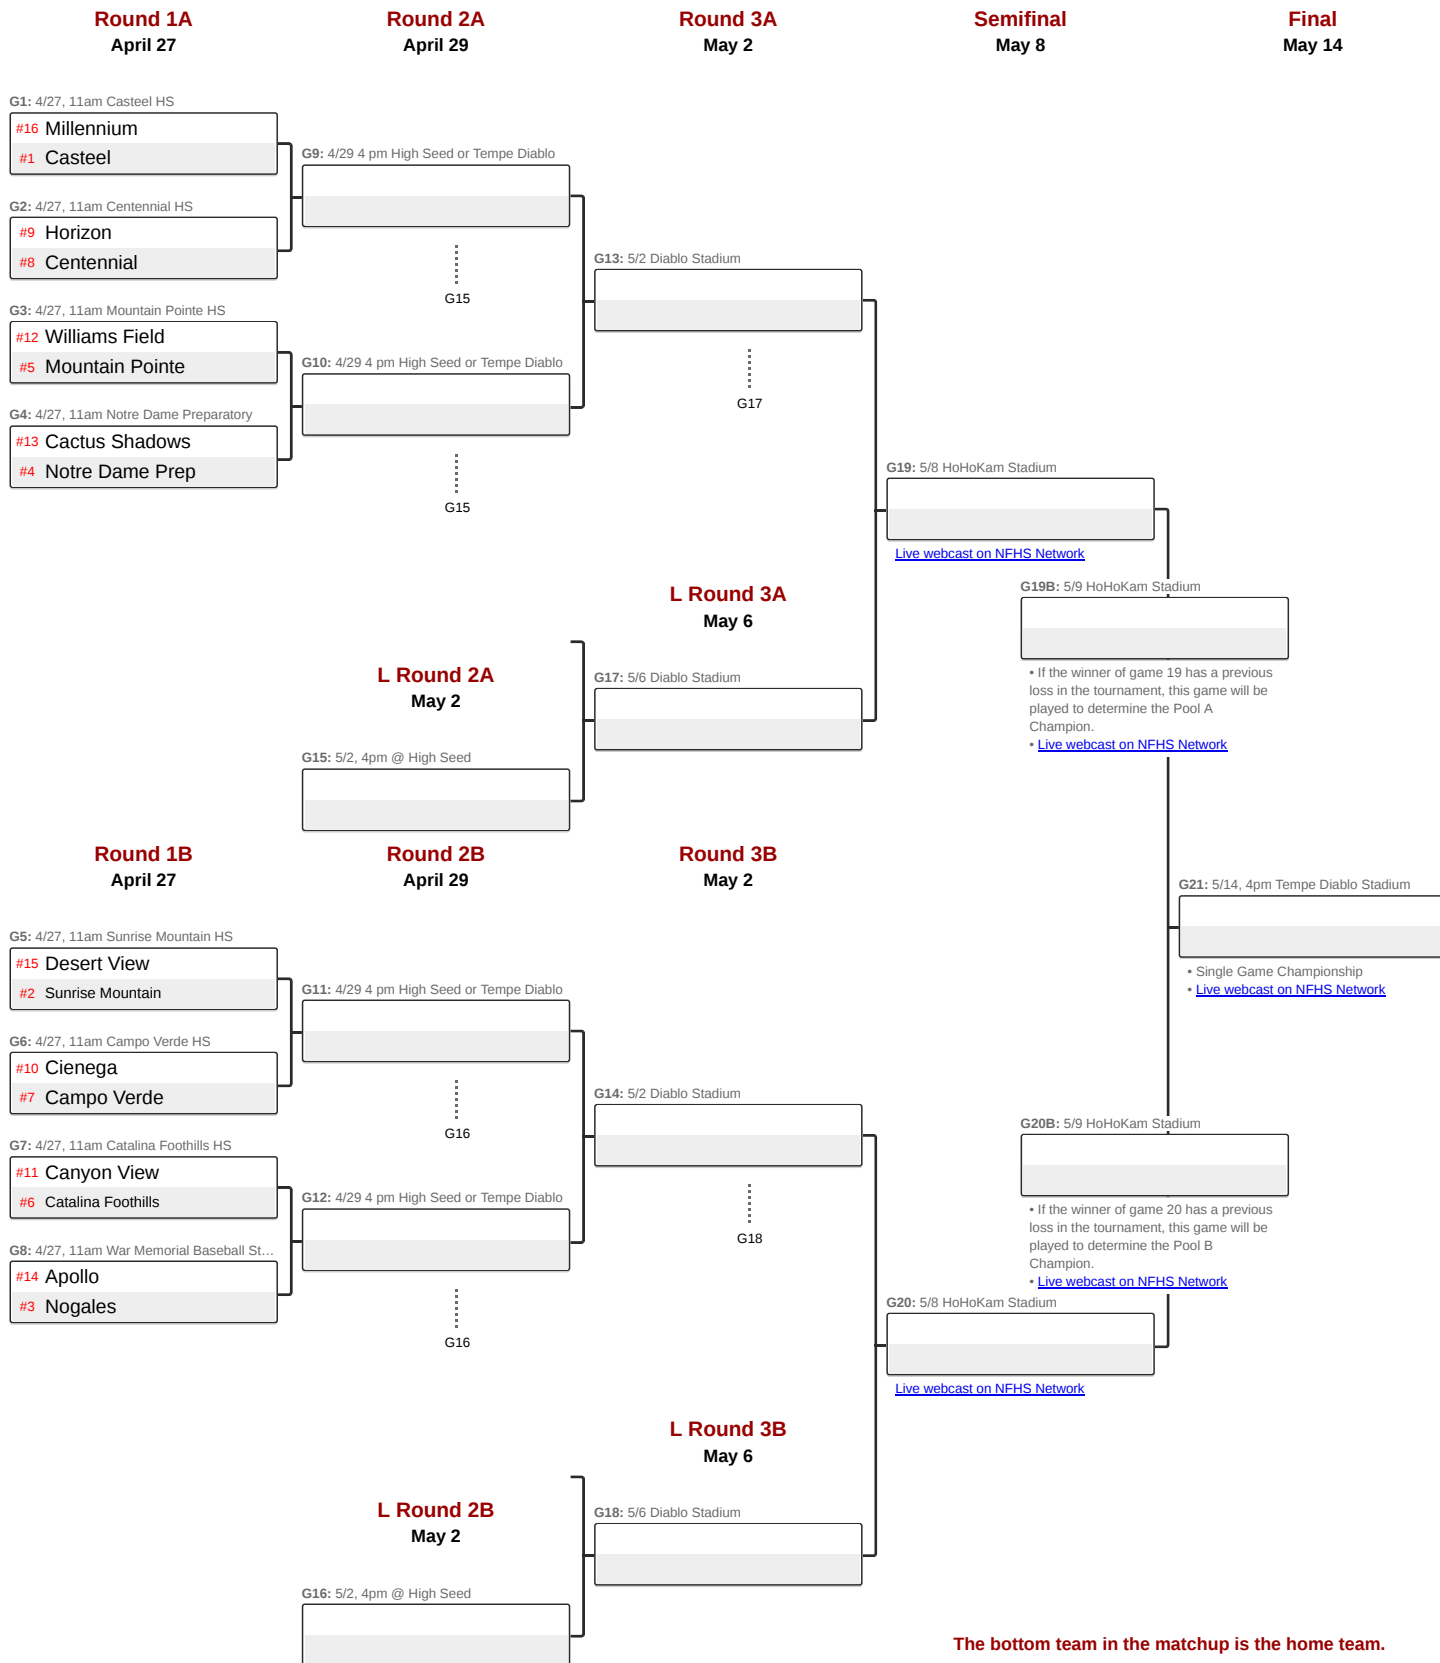 Round 1A
April 27
Round 2A
April 29
Round 3A
May 2
Semifinal
May 8
Final
May 14
G1: 4/27, 11am Casteel HS
#16 Millennium
#1 Casteel
G9: 4/29 4 pm High Seed or Tempe Diablo
G2: 4/27, 11am Centennial HS
#9 Horizon
#8 Centennial
G15
G13: 5/2 Diablo Stadium
G3: 4/27, 11am Mountain Pointe HS
#12 Williams Field
#5 Mountain Pointe
G10: 4/29 4 pm High Seed or Tempe Diablo
G17
G4: 4/27, 11am Notre Dame Preparatory
#13 Cactus Shadows
#4 Notre Dame Prep
G15
G19: 5/8 HoHoKam Stadium
Live webcast on NFHS Network
G19B: 5/9 HoHoKam Stadium
• If the winner of game 19 has a previous
loss in the tournament, this game will be
played to determine the Pool A
Champion.
• Live webcast on NFHS Network
L Round 3A
May 6
L Round 2A
May 2
G17: 5/6 Diablo Stadium
G15: 5/2, 4pm @ High Seed
Round 1B
April 27
Round 2B
April 29
Round 3B
May 2
G21: 5/14, 4pm Tempe Diablo Stadium
• Single Game Championship
• Live webcast on NFHS Network
G5: 4/27, 11am Sunrise Mountain HS
#15 Desert View
#2 Sunrise Mountain
G11: 4/29 4 pm High Seed or Tempe Diablo
G6: 4/27, 11am Campo Verde HS
#10 Cienega
#7 Campo Verde
G16
G14: 5/2 Diablo Stadium
G20B: 5/9 HoHoKam Stadium
• If the winner of game 20 has a previous
loss in the tournament, this game will be
played to determine the Pool B
Champion.
• Live webcast on NFHS Network
G7: 4/27, 11am Catalina Foothills HS
#11 Canyon View
#6 Catalina Foothills
G12: 4/29 4 pm High Seed or Tempe Diablo
G18
G8: 4/27, 11am War Memorial Baseball St...
#14 Apollo
#3 Nogales
G16
G20: 5/8 HoHoKam Stadium
Live webcast on NFHS Network
L Round 3B
May 6
L Round 2B
May 2
G18: 5/6 Diablo Stadium
G16: 5/2, 4pm @ High Seed
The bottom team in the matchup is the home team.